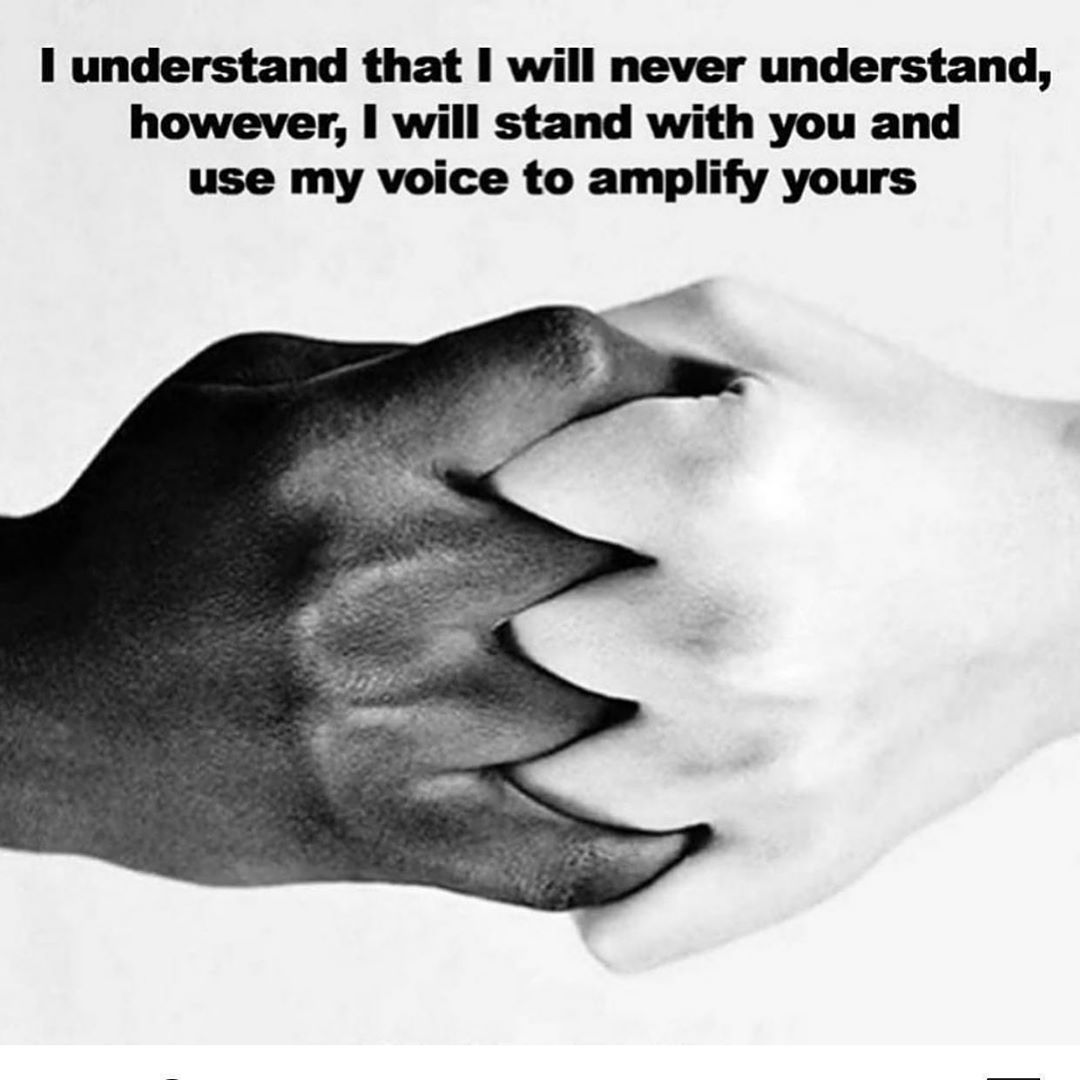 I understand that I will never understand,
however, I will stand with you and
use my voice to amplify yours